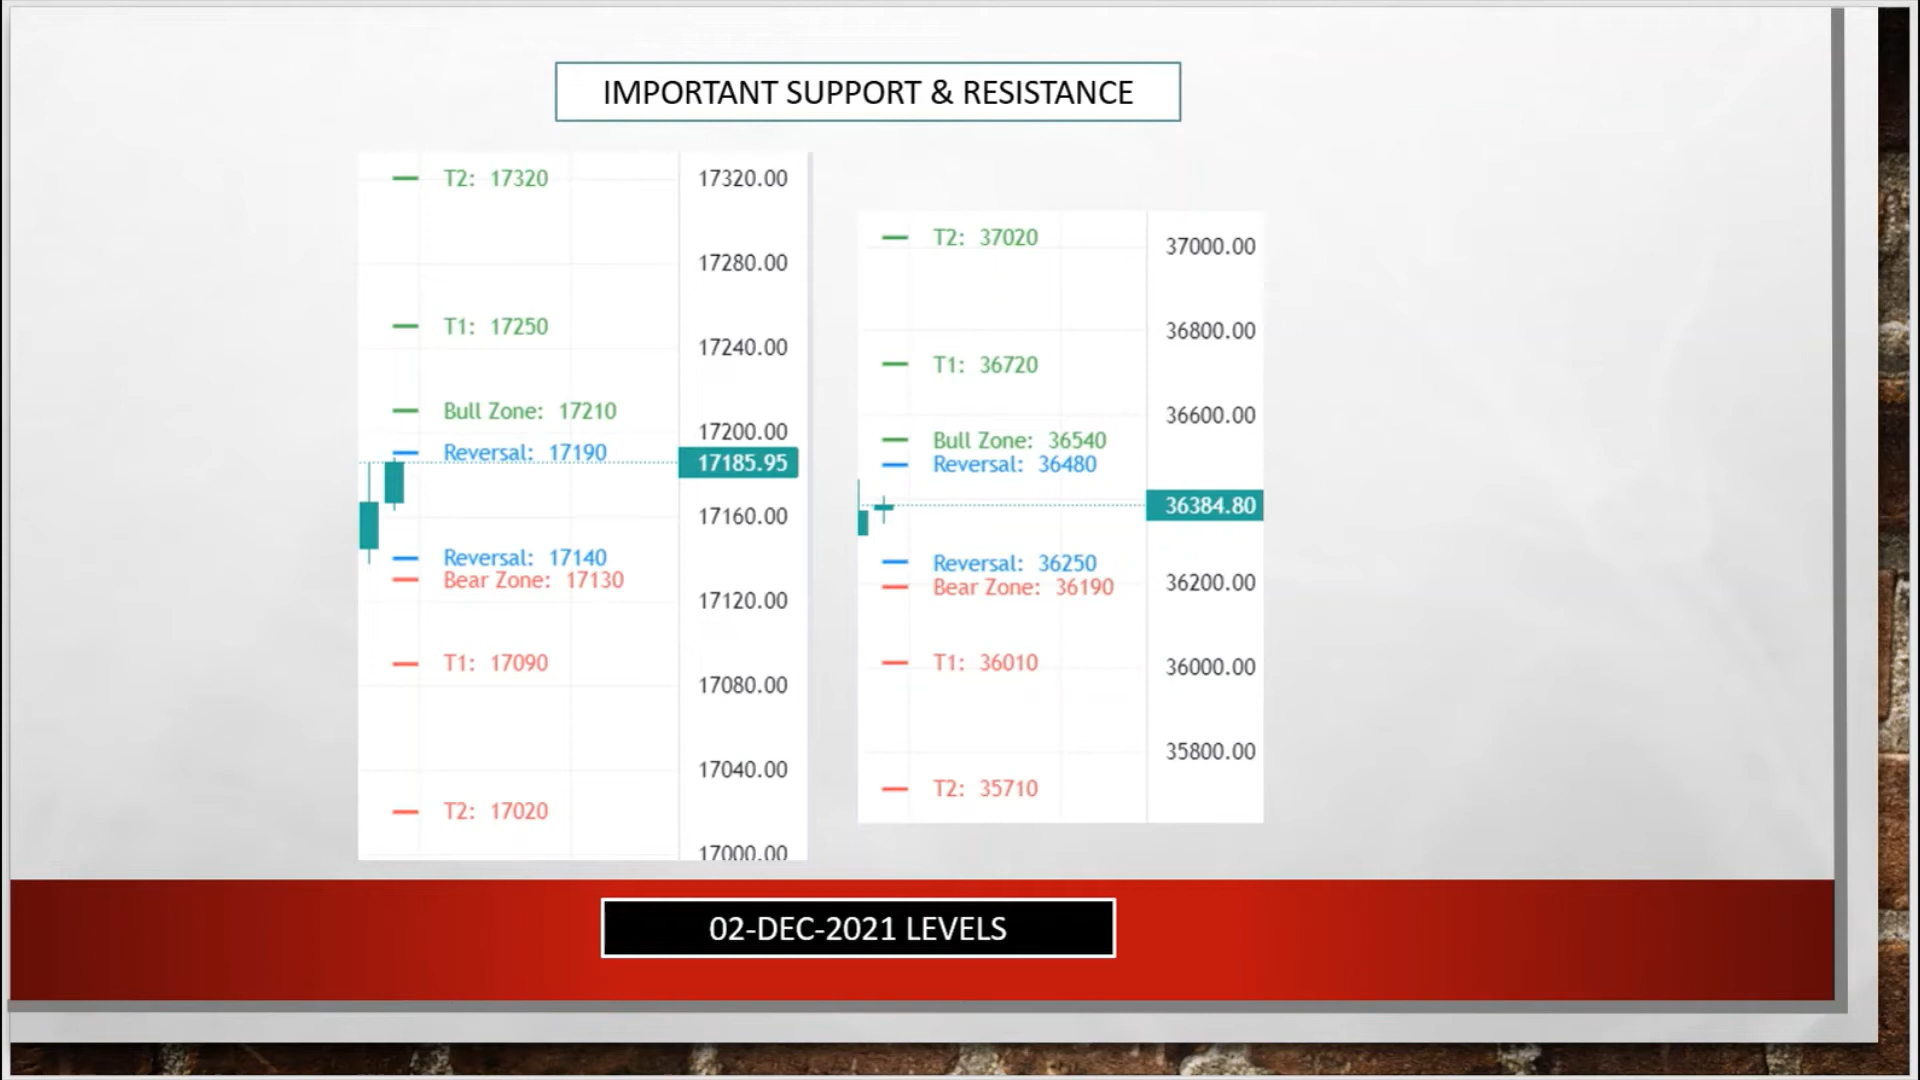 IMPORTANT SUPPORT & RESISTANCE
T2: 17320
17320.00
17280.00
T1: 17250
17240.00
Bull Zone: 17210
17200.00
Reversal: 17190
17185.95
17160.00
Reversal: 17140
Bear Zone: 17130
17120.00
T1: 17090
17080.00
17040.00
T2: 17020
17000.00
T2: 37020
37000.00
36800.00
T1: 36720
36600.00
Bull Zone: 36540
Reversal: 36480
36384.80
Reversal: 36250
Bear Zone: 36190
36200.00
T1: 36010
36000.00
35800.00
T2: 35710
02-DEC-2021 LEVELS